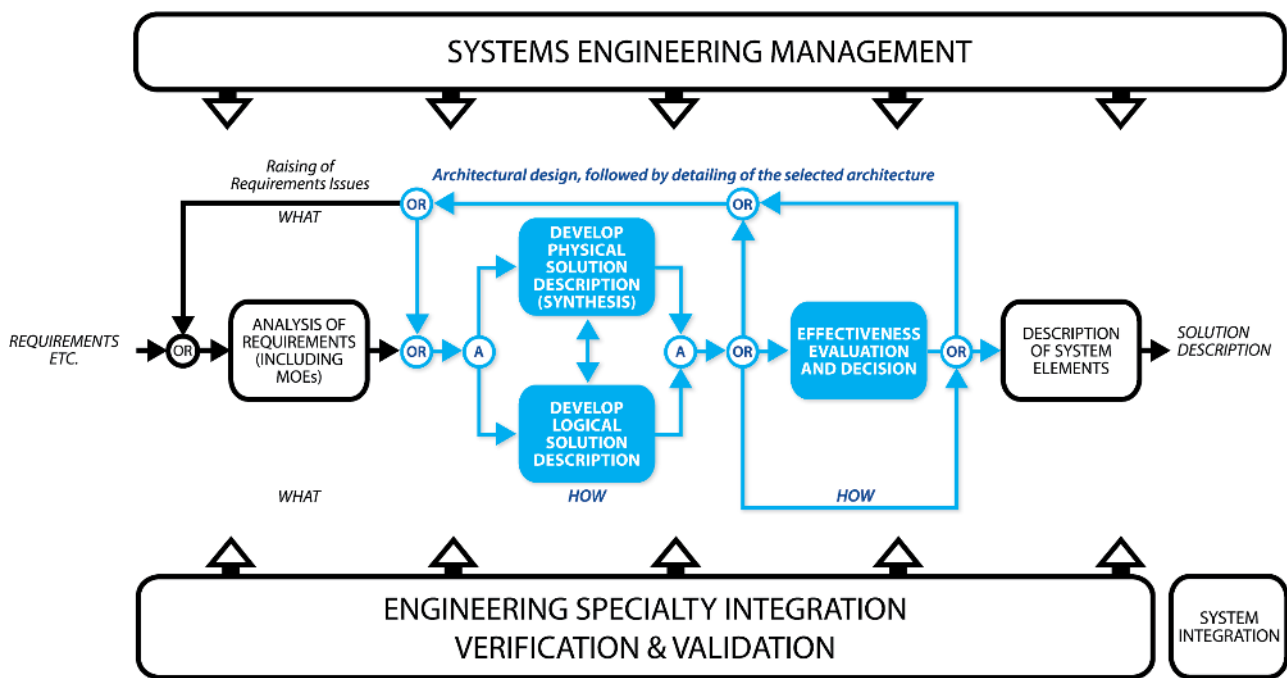 SYSTEMS ENGINEERING MANAGEMENT
Raising of
Requirements Issues
Architectural design, followed by detailing of the selected architecture
WHAT
OR
OR
DEVELOP
PHYSICAL
SOLUTION
DESCRIPTION
(SYNTHESIS)
REQUIREMENTS
ETC.
OR
ANALYSIS OF
REQUIREMENTS
(INCLUDING
MOEs)
OR
A
A
OR
EFFECTIVENESS
EVALUATION
AND DECISION
OR
DESCRIPTION
OF SYSTEM
ELEMENTS
SOLUTION
DESCRIPTION
DEVELOP
LOGICAL
SOLUTION
DESCRIPTION
WHAT
HOW
HOW
ENGINEERING SPECIALTY INTEGRATION
VERIFICATION & VALIDATION
SYSTEM
INTEGRATION